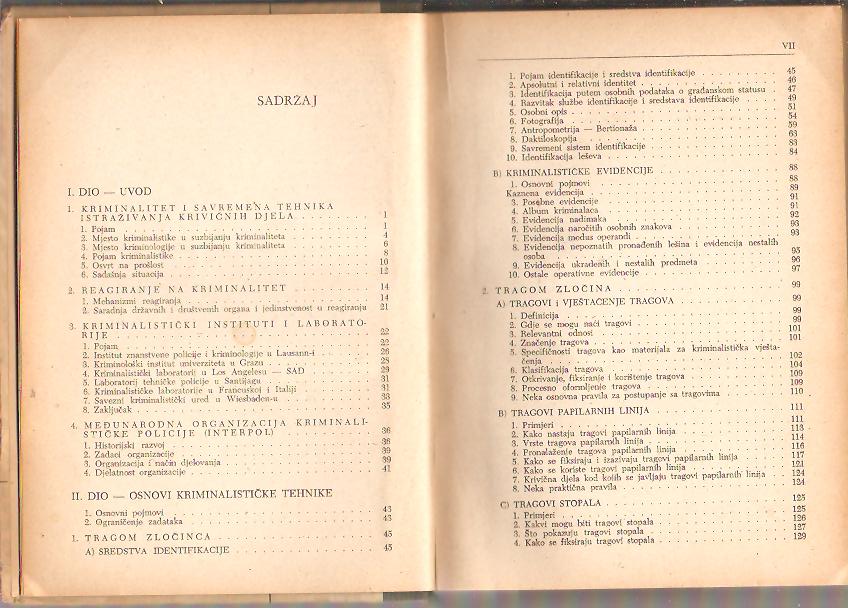 SADRŽAJ
I. DIO — UVOD
1. KRIMINALITET I SAVREMENA TEHNIKA
ISTRAŽIVANJA KRIVIČNIH DJELA 1
1. Pojam 1
2. Mjesto kriminalistike u suzbijanju kriminaliteta 4
3. Mjesto kriminologije u suzbijanju kriminaliteta 6
4. Pojam kriminalistike 8
5. Osvrt na prošlost 10
6. Sadašnja situacija 12
2. REAGIRANJE NA KRIMINALITET 14
1. Mehanizmi reagiranja 14
2. Saradnja državnih i društvenih organa i jedinstvenost u reagiranju 21
3. KRIMINALISTIČKI INSTITUTI I LABORATO-
RIJE 22
1. Pojam 22
2. Institut znanstvene policije i kriminologije u Lausann-i 26
3. Kriminološki institut univerziteta u Grazu 28
4. Kriminalistički laboratorij u Los Angelesu — SAD 29
5. Laboratorij tehničke policije u Santijagu 31
6. Kriminalističke laboratorije u Francuskoj i Italiji 31
7. Savezni kriminalistički ured u Wiesbaden-u 33
8. Zaključak 35
4. MEĐUNARODNA ORGANIZACIJA KRIMINALI-
STIČKE POLICIJE (INTERPOL) 36
1. Historijski razvoj 36
2. Zadaci organizacije 39
3. Organizacija i način djelovanja 39
4. Djelatnost organizacije 41
II. DIO — OSNOVI KRIMINALISTIČKE TEHNIKE
1. Osnovni pojmovi 43
2. Ograničenje zadataka 43
1. TRAGOM ZLOČINCA 45
A) SREDSTVA IDENTIFIKACIJE 45
VII
1. Pojam identifikacije i sredstva identifikacije 45
2. Apsolutni i relativni identitet 46
3. Identifikacija putem osobnih podataka o građanskom statusu 47
4. Razvitak službe identifikacije i sredstava identifikacije 49
5. Osobni opis 51
6. Fotografija 54
7. Antropometrija — Bertionaža 59
8. Daktiloskopija 63
9. Savremeni sistem identifikacije 83
10. Identifikacija leševa 84
B) KRIMINALISTIČKE EVIDENCIJE 88
1. Osnovni pojmovi 88
Kaznena evidencija 89
3. Posebne evidencije 91
4. Album kriminalaca 91
5. Evidencija nadimaka 92
6. Evidencija naročitih osobnih znakova 93
7. Evidencija modus operandi 93
8. Evidencija nepoznatih pronađenih lešina i evidencija nestalih
osoba 95
9. Evidencija ukradenih i nestalih predmeta 96
10. Ostale operativne evidencije 97
2. TRAGOM ZLOČINA 99
A) TRAGOVI i VJEŠTAČENJE TRAGOVA 99
1. Definicija 99
2. Gdje se mogu naći tragovi 99
3. Relevantni odnosi 101
4. Značenje tragova 101
5. Specifičnosti tragova kao materijala za kriminalistička vješta-
čenja 102
6. Klasifikacija tragova 104
7. Otkrivanje, fiksiranje i korištenje tragova 109
8. Procesno oformljenje tragova 109
9. Neka osnovna pravila za postupanje sa tragovima 110
B) TRAGOVI PAPILARNIH LINIJA 111
1. Primjeri 111
2. Kako nastaju tragovi papilarnih linija 113
3. Vrste tragova papilarnih linija 114
4. Pronalaženje tragova papilarnih linija 116
5. Kako se fiksiraju i izazivaju tragovi papilarnih linija 117
6. Kako se koriste tragovi papilarnih linija 121
7. Krivična djela kod kojih se javljaju tragovi papilarnih linija 124
8. Neka praktična pravila 124
C) TRAGOVI STOPALA 125
1. Primjeri 125
2. Kakvi mogu biti tragovi stopala 126
3. Što pokazuju tragovi stopala 127
4. Kako se fiksiraju tragovi stopala 129